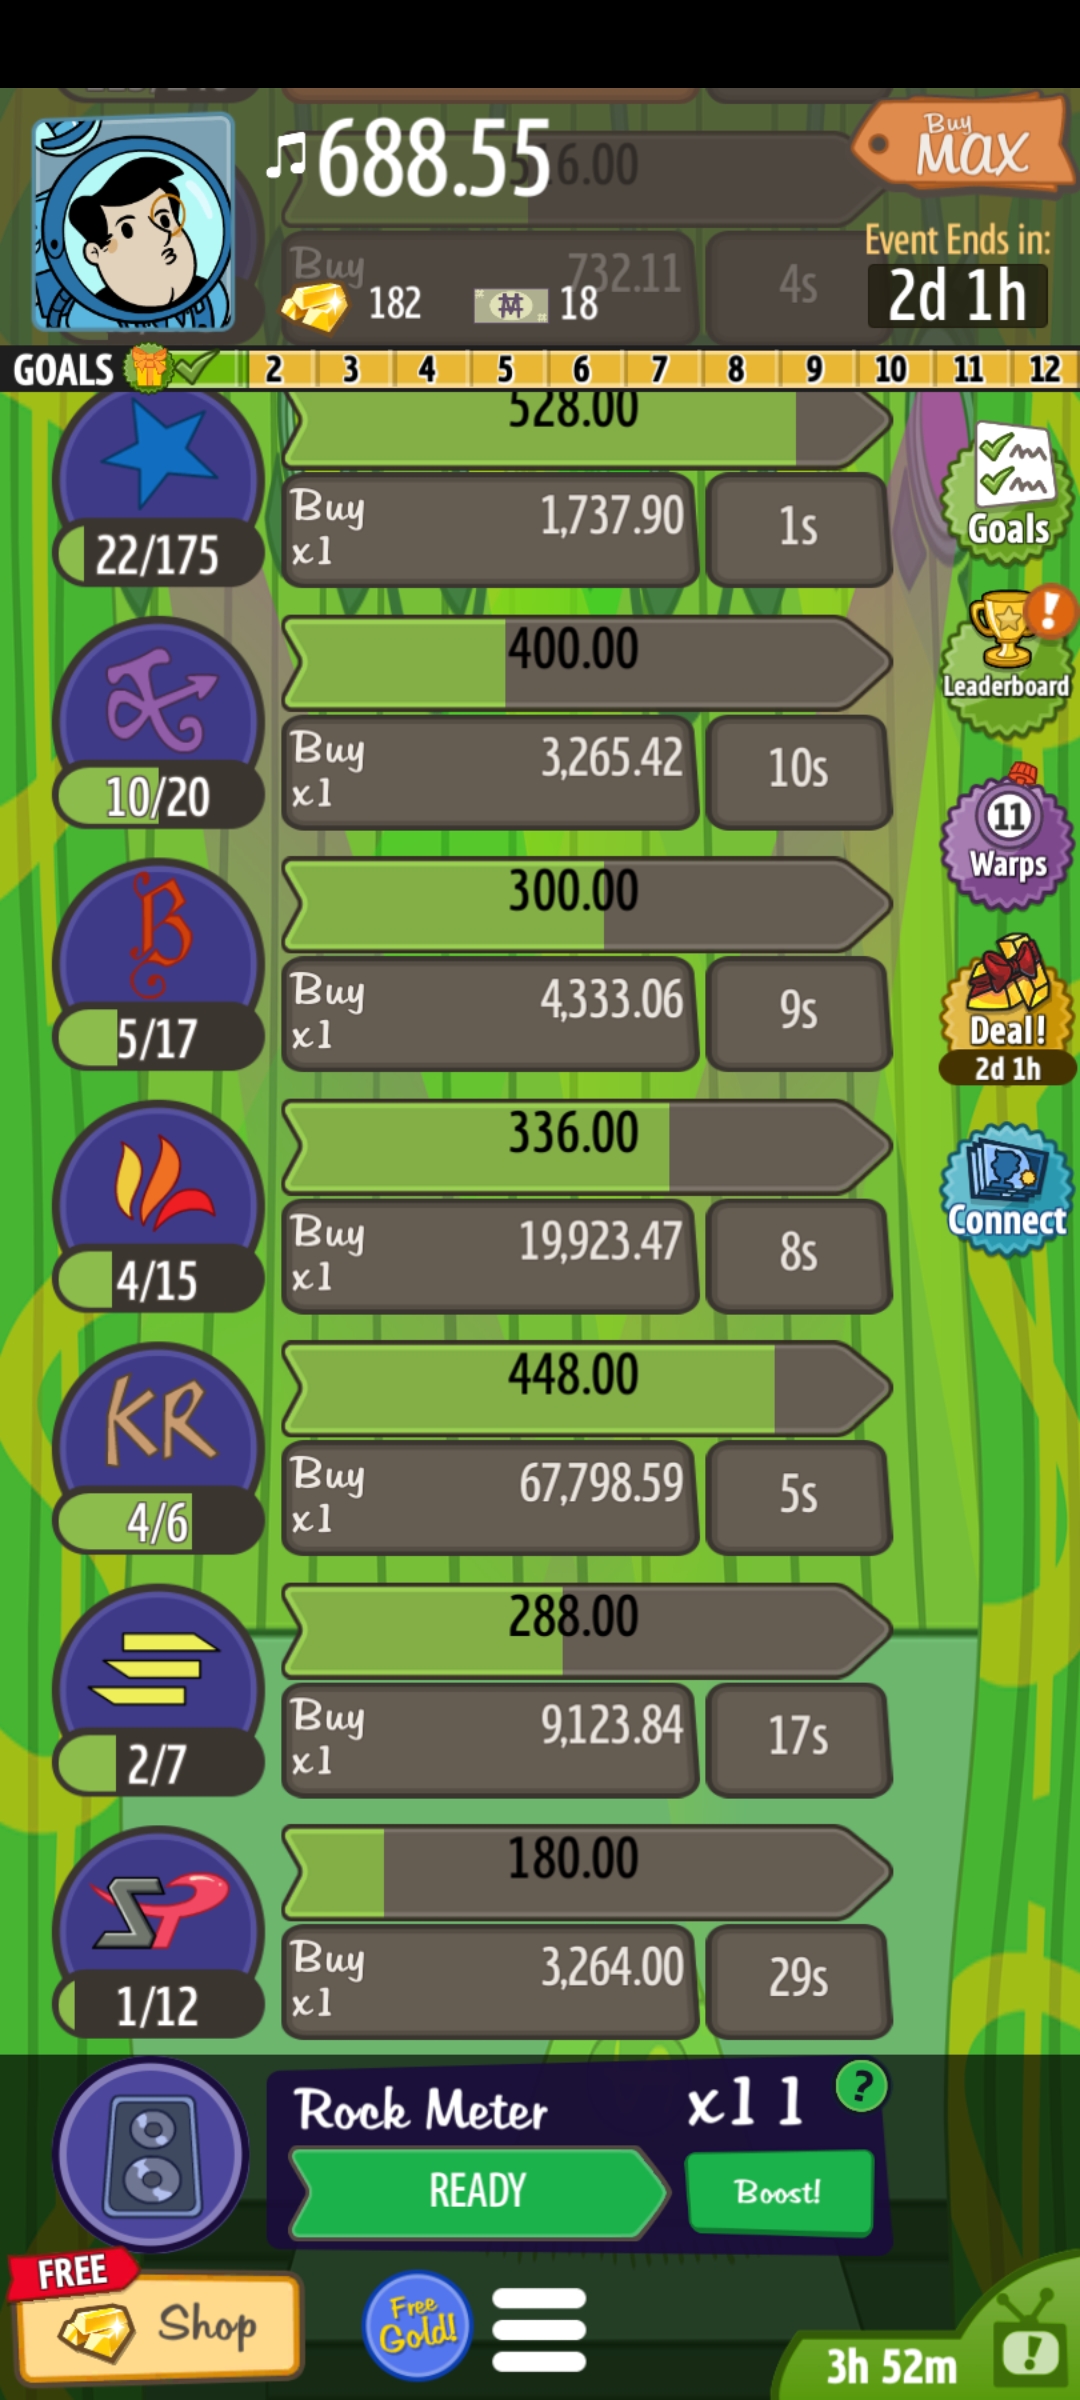 ♫688.55
Buy
MAX
Buy
732.11
4s
182
18
Event Ends in:
2d 1h
GOALS 2 3 4 5 6 7 8 9 10 11 12
528.00
22/175
Buy
x1
1,737.90
1s
Goals
400.00
10/20
Buy
x1
3,265.42
10s
!
Leaderboard
300.00
B
5/17
Buy
x1
4,333.06
9s
11
Warps
336.00
4/15
Buy
x1
19,923.47
8s
Deal!
2d 1h
448.00
KR
4/6
Buy
x1
67,798.59
5s
Connect
288.00
2/7
Buy
x1
9,123.84
17s
180.00
SP
1/12
Buy
x1
3,264.00
29s
Rock Meter
x11
?
READY
Boost!
FREE
Shop
Free
Gold!
3h 52m
!